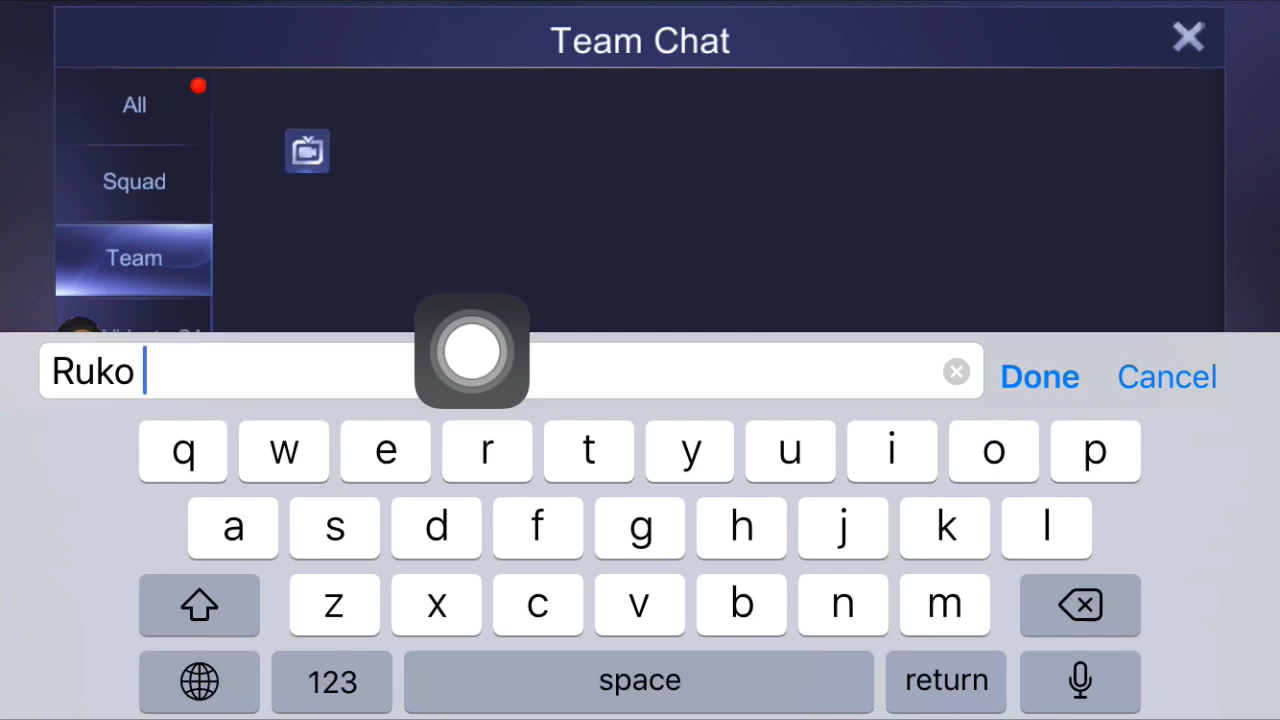 Team Chat
All
Squad
Team
Ruko
Done Cancel
q w e r t y u i o p
a s d f g h j k l
z x c v b n m
123 space return